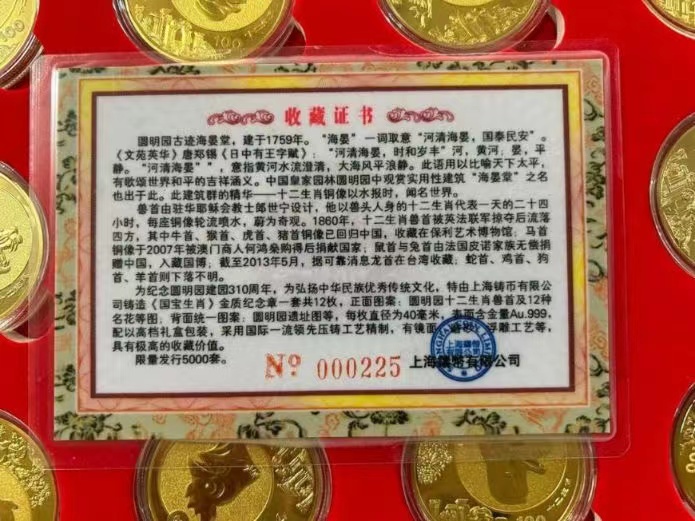 收藏证书
圆明园古迹海晏堂，建于1759年。“海晏”一词取意“河清海晏，国泰民安”。
《文苑英华》唐郑锡《日中有王字赋》：“河清海晏，时和岁丰”河，黄河；晏，平
静。“河清海晏””，意指黄河水流澄清，大海风平浪静。此语用以比喻天下太平，
有歌颂世界和平的吉祥涵义。中国皇家园林圆明园中观赏实用性建筑“海晏堂”之名
也出于此。此建筑群的精华——十二生肖铜像以水报时，闻名世界。
兽首由驻华耶稣会教士郎世宁设计，他以兽头人身的十二生肖代表一天的二十四
小时，每座铜像轮流喷水，蔚为奇观。1860年，十二生肖兽首被英法联军掠夺后流落
四方，其中牛首、猴首、虎首、猪首铜像已回归中国，收藏在保利艺术博物馆；马首
铜像于2007年被澳门商人何鸿燊购得后捐献国家；鼠首与兔首由法国皮诺家族无偿捐
赠中国，入藏国博；截至2013年5月，据可靠消息龙首在台湾收藏；蛇首、鸡首、狗
首、羊首则下落不明。
为纪念圆明园建园310周年，为弘扬中华民族优秀传统文化，特由上海铸币有限公
司铸造《国宝生肖》金质纪念章一套共12枚，正面图案：圆明园十二生肖兽首及12种
名花等图；背面统一图案：圆明园遗址图等，每枚直径为40毫米，表面含金量Au.999，
配以高档礼盒包装，采用国际一流领先压铸工艺精制，有镜面、浮雕工艺等，
具有极高的收藏价值。
限量发行5000套。
Nº 000225 上海铸币有限公司
100
100
100